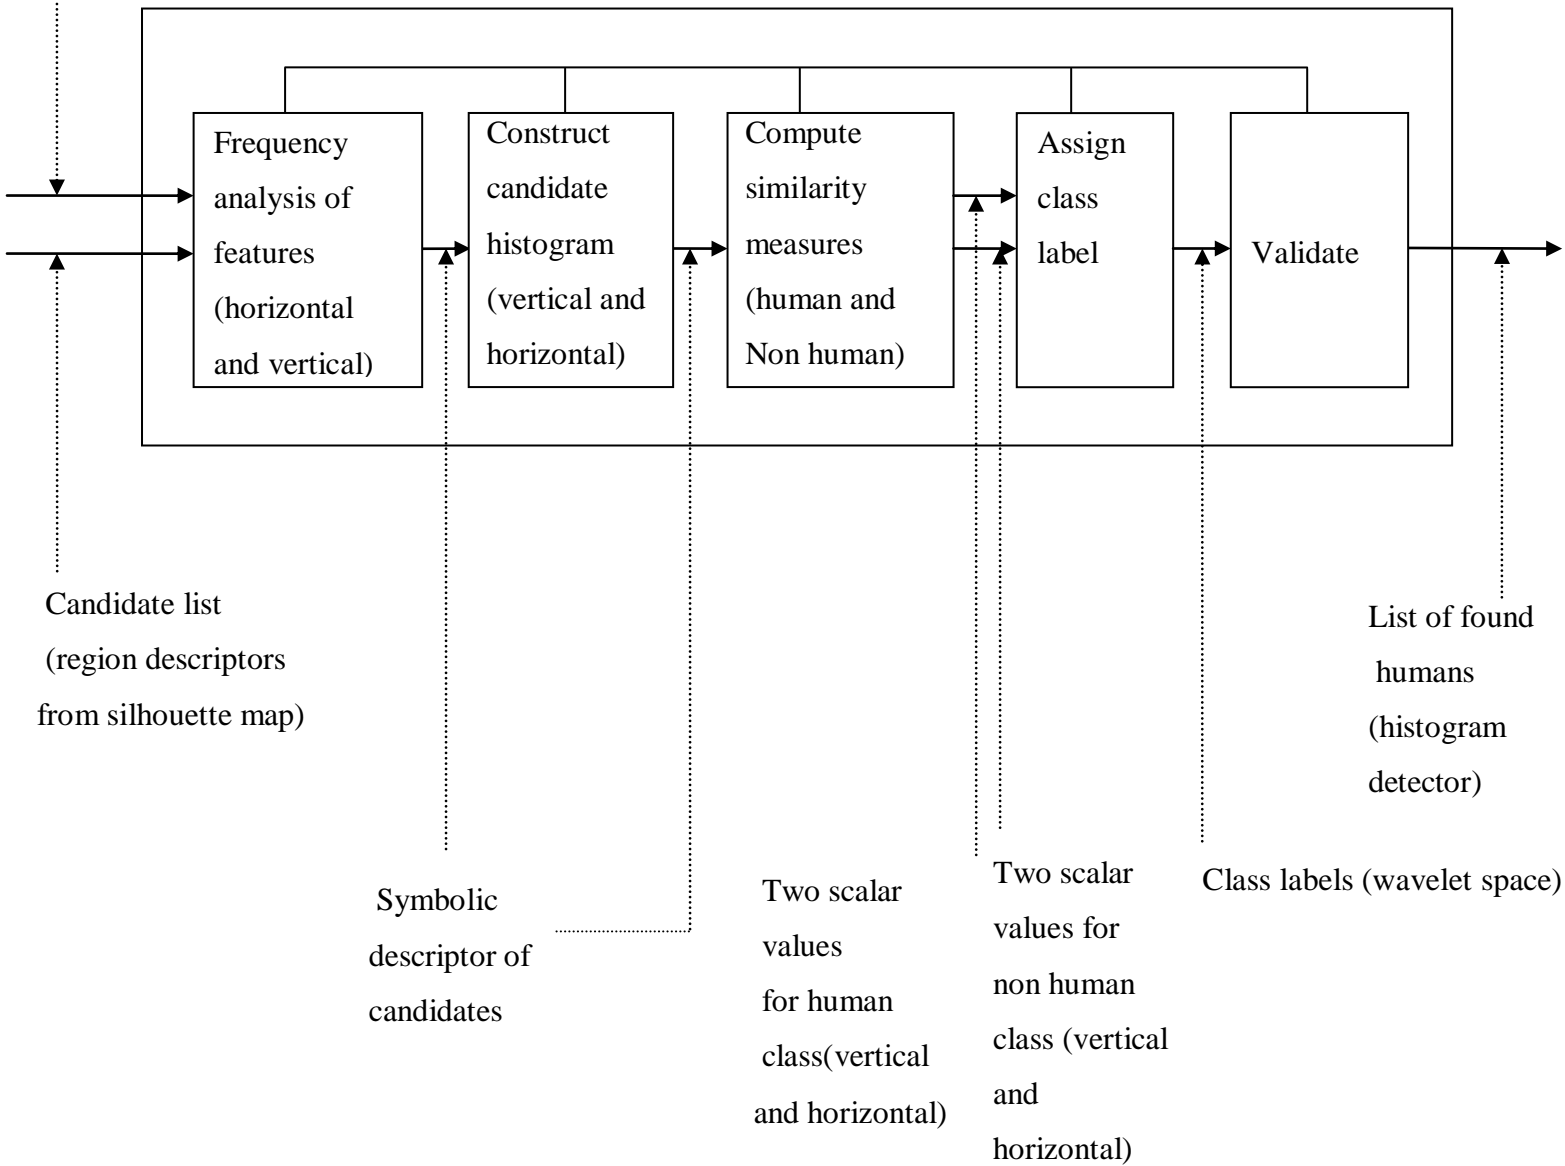 Frequency
analysis of
features
(horizontal
and vertical)
Construct
candidate
histogram
(vertical and
horizontal)
Compute
similarity
measures
(human and
Non human)
Assign
class
label
Validate
Candidate list
(region descriptors
from silhouette map)
Symbolic
descriptor of
candidates
Two scalar
values
for human
class(vertical
and horizontal)
Two scalar
values for
non human
class (vertical
and
horizontal)
Class labels (wavelet space)
List of found
humans
(histogram
detector)